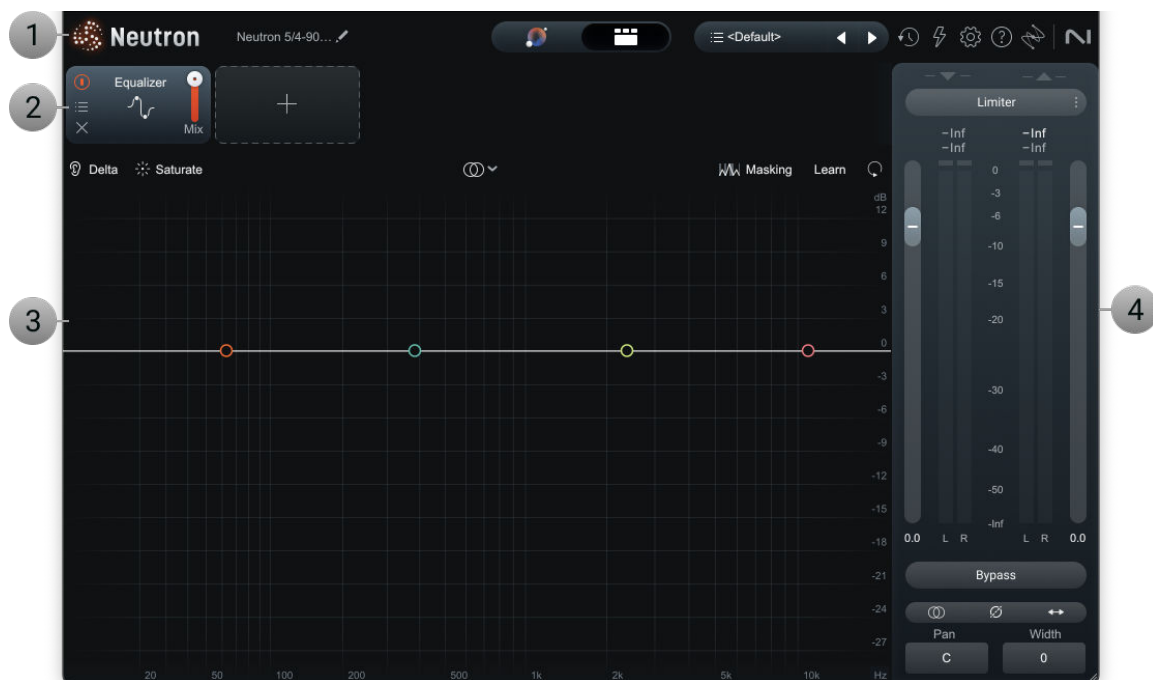 1
Neutron
Neutron 5/4-90...
<Default>
2
Equalizer
Mix
+
Limiter
-Inf -Inf
-Inf -Inf
Delta
Saturate
Masking
Learn
dB
12
9
6
3
0
-3
-6
-9
-12
-15
-18
-21
-24
-27
20 50 100 200 500 1k 2k 5k 10k Hz
3
0
-3
-6
-10
-15
-20
-30
-40
-50
-Inf
0.0 L R L R 0.0
4
Bypass
Pan Width
C 0